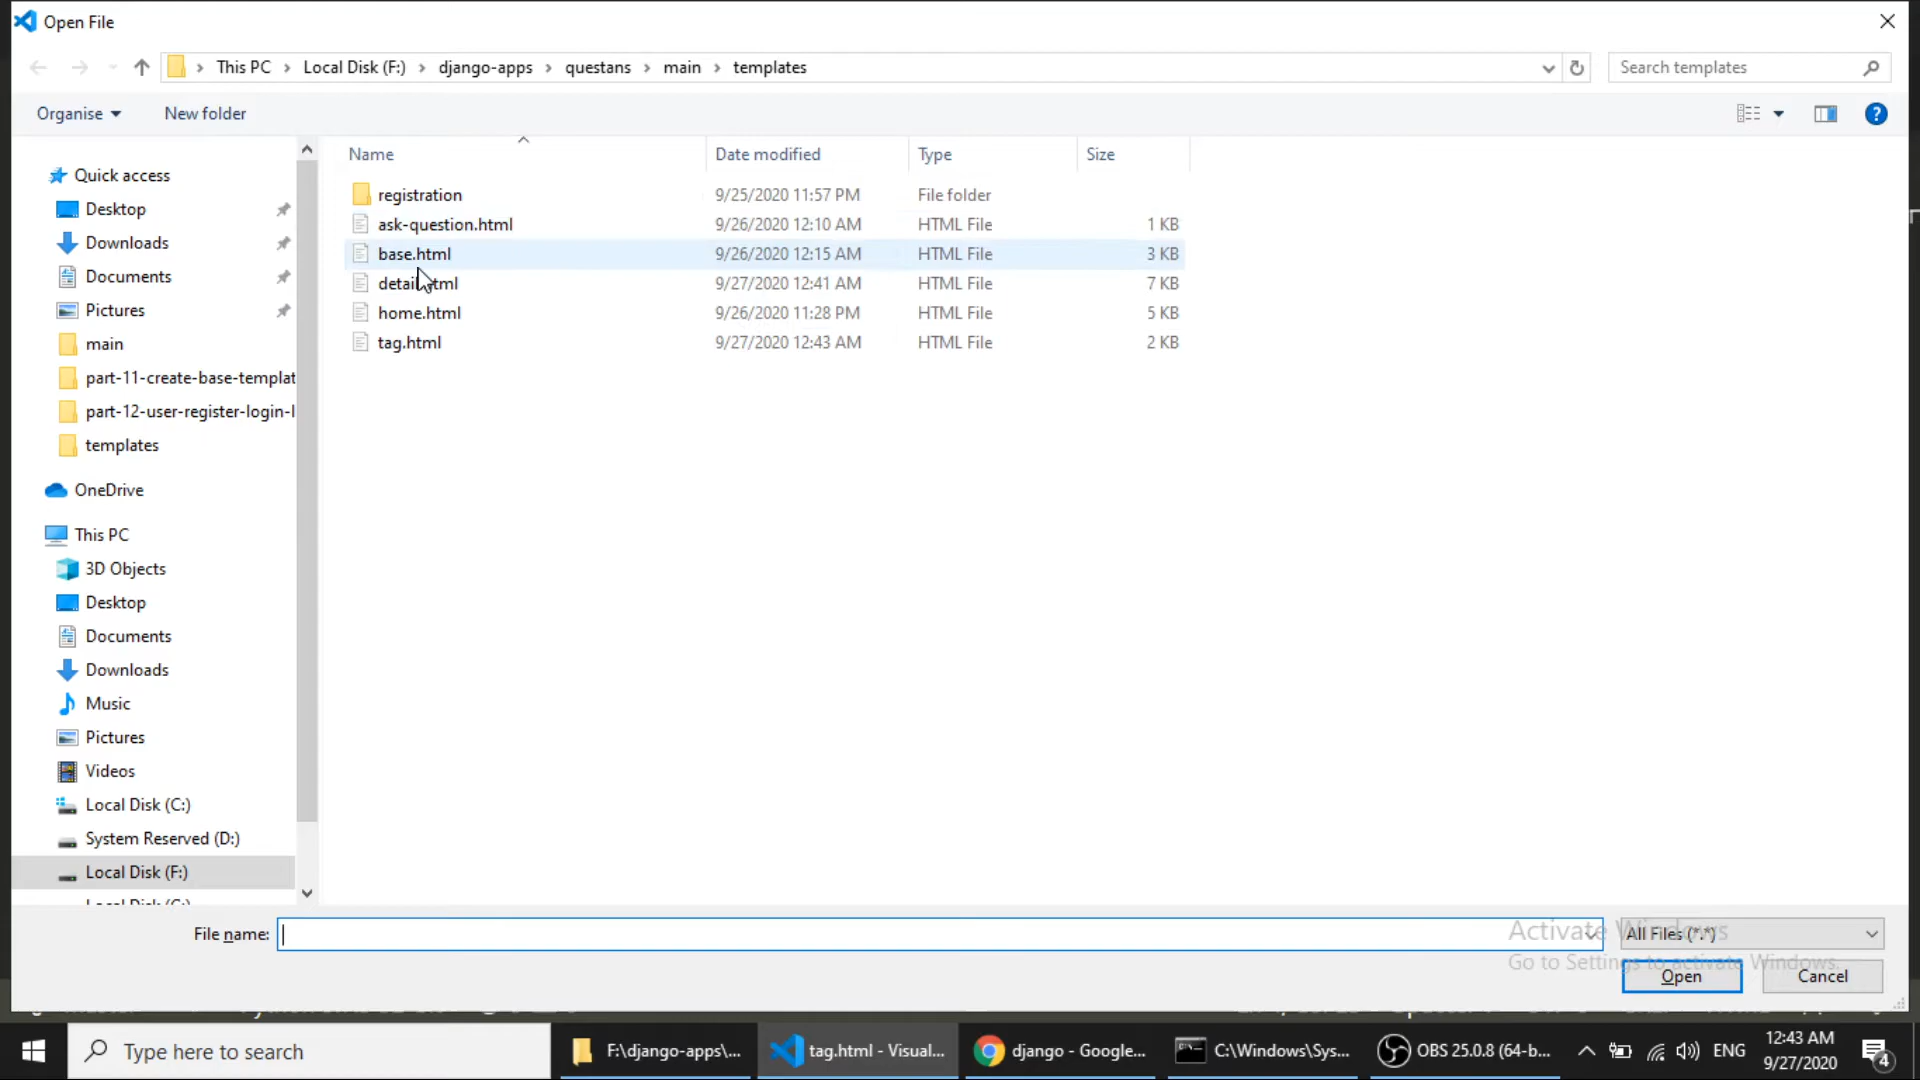 Open File
This PC > Local Disk (F:) > django-apps > questans > main > templates
Search templates
Organise
New folder
Name
Date modified
Type
Size
registration 9/25/2020 11:57 PM File folder
ask-question.html 9/26/2020 12:10 AM HTML File 1 KB
base.html 9/26/2020 12:15 AM HTML File 3 KB
9/27/2020 12:41 AM HTML File 7 KB
home.html 9/26/2020 11:28 PM HTML File 5 KB
tag.html 9/27/2020 12:43 AM HTML File 2 KB
Quick access
Desktop
Downloads
Documents
Pictures
main
part-11-create-base-templat
part-12-user-register-login-l
templates
OneDrive
This PC
3D Objects
Desktop
Documents
Downloads
Music
Pictures
Videos
Local Disk (C:)
System Reserved (D:)
Local Disk (F:)
File name:
All Files (*.*)
Activate Windows
Go to Settings to activate Windows.
Open
Cancel
Type here to search
F:\django-apps\...
tag.html - Visual...
django - Google...
C:\Windows\Sys...
OBS 25.0.8 (64-b...
ENG
12:43 AM
9/27/2020
4